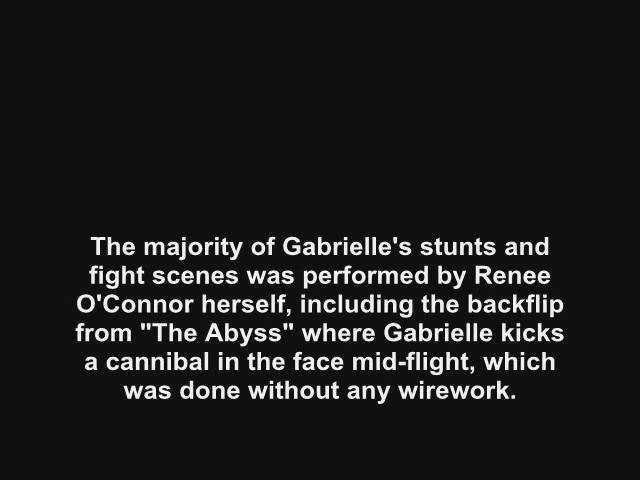 The majority of Gabrielle's stunts and
fight scenes was performed by Renee
O'Connor herself, including the backflip
from "The Abyss" where Gabrielle kicks
a cannibal in the face mid-flight, which
was done without any wirework.